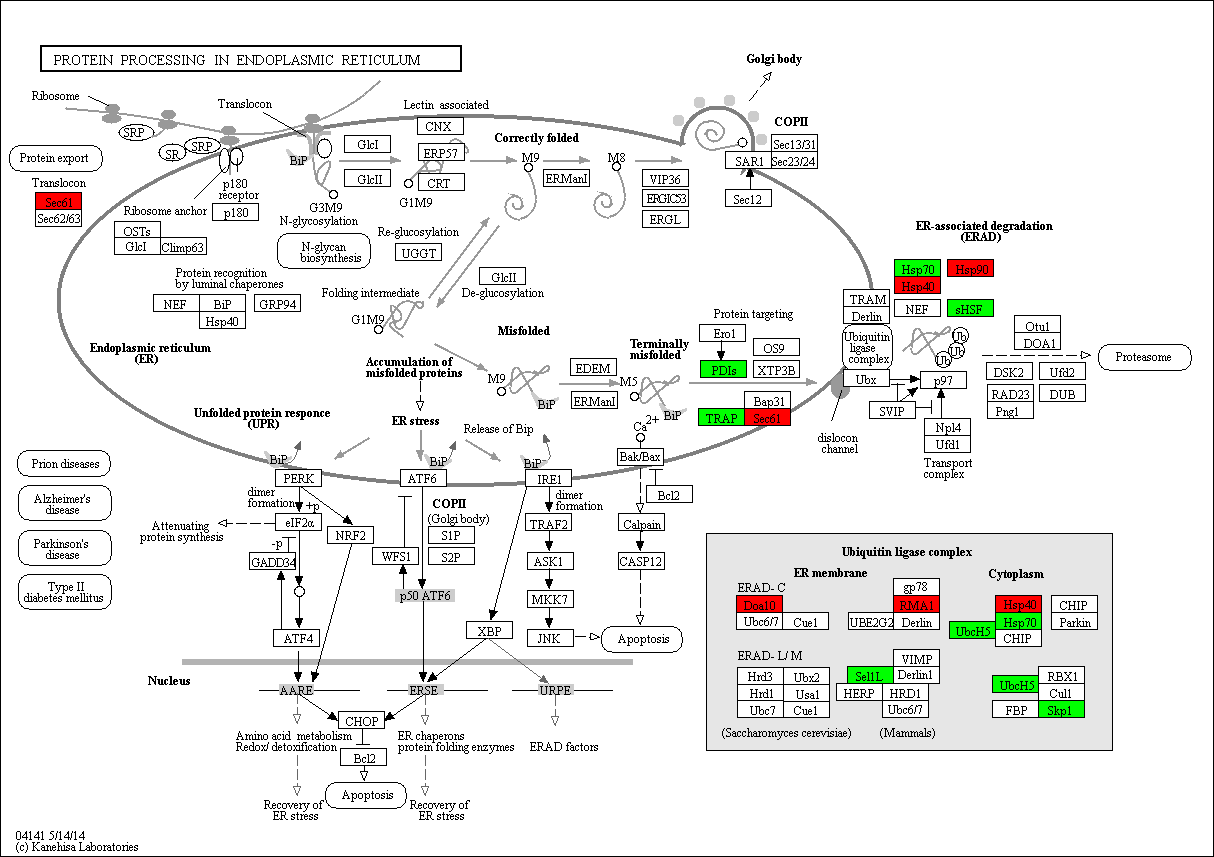 PROTEIN PROCESSING IN ENDOPLASMIC RETICULUM
Golgi body
Ribosome
Translocon
Lectin associated
SRP
SR
SRP
COPII
CNX
Correctly folded
Sec13/31
Sec23/24
SAR1
Protein export
BiP
GlcI
GlcII
ERP57
CRT
M9
M8
ERManI
VIP36
ERGIC53
ERGL
Sec12
Translocon
Sec61
Sec62/63
p180
receptor
p180
Ribosome anchor
OSTs
GlcI
Climp63
G3M9
N-glycosylation
G1M9
N-glycan
biosynthesis
Re-glucosylation
UGGT
GlcII
De-glucosylation
ER-associated degradation
(ERAD)
Hsp70
Hsp90
Hsp40
NEF
sHSF
Protein recognition
by luminal chaperones
NEF
BiP
GRP94
Hsp40
Folding intermediate
G1M9
TRAM
Derlin
Ubiquitin
ligase
complex
Ub
Ub
Ub
Otu1
DOA1
Proteasome
DSK2
Ufd2
RAD23
DUB
Png1
Endoplasmic reticulum
(ER)
Misfolded
Accumulation of
misfolded proteins
Terminally
misfolded
Protein targeting
Ero1
OS9
PDIs
XTP3B
M9
BiP
EDEM
ERManI
M5
BiP
Bap31
TRAP
Sec61
Ubx
p97
SVIP
Npl4
Ufd1
Transport
complex
dislocon
channel
Unfolded protein responce
(UPR)
ER stress
Release of Bip
Ca2+
Bak/Bax
Bcl2
BiP
BiP
BiP
PERK
ATF6
IRE1
Prion diseases
Alzheimer's
disease
Parkinson's
disease
Type II
diabetes mellitus
dimer
formation
+p
eIF2α
Attenuating
protein synthesis
-p
GADD34
NRF2
ATF4
COPII
(Golgi body)
S1P
S2P
WFS1
p50 ATF6
dimer
formation
TRAF2
ASK1
MKK7
JNK
XBP
Calpain
CASP12
Apoptosis
Nucleus
AARE
ERSE
URPE
CHOP
Amino acid metabolism
Redox/ detoxification
ER chaperons
protein folding enzymes
ERAD factors
Bcl2
Apoptosis
Recovery of
ER stress
Recovery of
ER stress
Ubiquitin ligase complex
ER membrane
Cytoplasm
ERAD- C
Doa10
Ubc6/7
Cue1
gp78
RMA1
UBE2G2
Derlin
Hsp40
Hsp70
UbcH5
CHIP
CHIP
Parkin
ERAD- L/ M
Hrd3
Ubx2
Hrd1
Usa1
Ubc7
Cue1
VIMP
Sel1L
Derlin1
HERP
HRD1
Ubc6/7
RBX1
UbcH5
Cul1
FBP
Skp1
(Saccharomyces cerevisiae)
(Mammals)
04141 5/14/14
(c) Kanehisa Laboratories